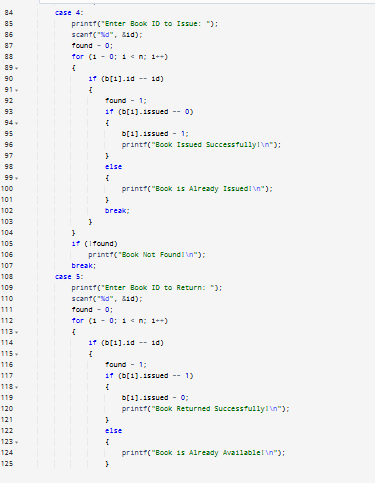 84 case 4:
85 printf("Enter Book ID to Issue: ");
86 scanf("%d", &id);
87 found = 0;
88 for (i = 0; i < n; i++)
89 {
90 if (b[i].id == id)
91 {
92 found = 1;
93 if (b[i].issued == 0)
94 {
95 b[i].issued = 1;
96 printf("Book Issued Successfully!\n");
97 }
98 else
99 {
100 printf("Book is Already Issued!\n");
101 }
102 break;
103 }
104 }
105 if (!found)
106 printf("Book Not Found!\n");
107 break;
108 case 5:
109 printf("Enter Book ID to Return: ");
110 scanf("%d", &id);
111 found = 0;
112 for (i = 0; i < n; i++)
113 {
114 if (b[i].id == id)
115 {
116 found = 1;
117 if (b[i].issued == 1)
118 {
119 b[i].issued = 0;
120 printf("Book Returned Successfully!\n");
121 }
122 else
123 {
124 printf("Book is Already Available!\n");
125 }